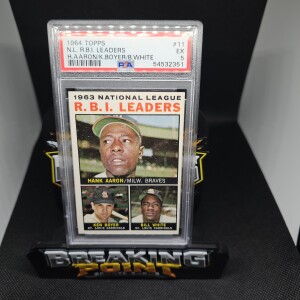 1964 TOPPS #11
N.L. R.B.I. LEADERS EX
H.AARON/K.BOYER/B.WHITE 5
PSA 54532351
1963 NATIONAL LEAGUE
R.B.I. LEADERS
HANK AARON/MILW. BRAVES
KEN BOYER BILL WHITE
ST. LOUIS CARDINALS ST. LOUIS CARDINALS
BREAKING
POINT